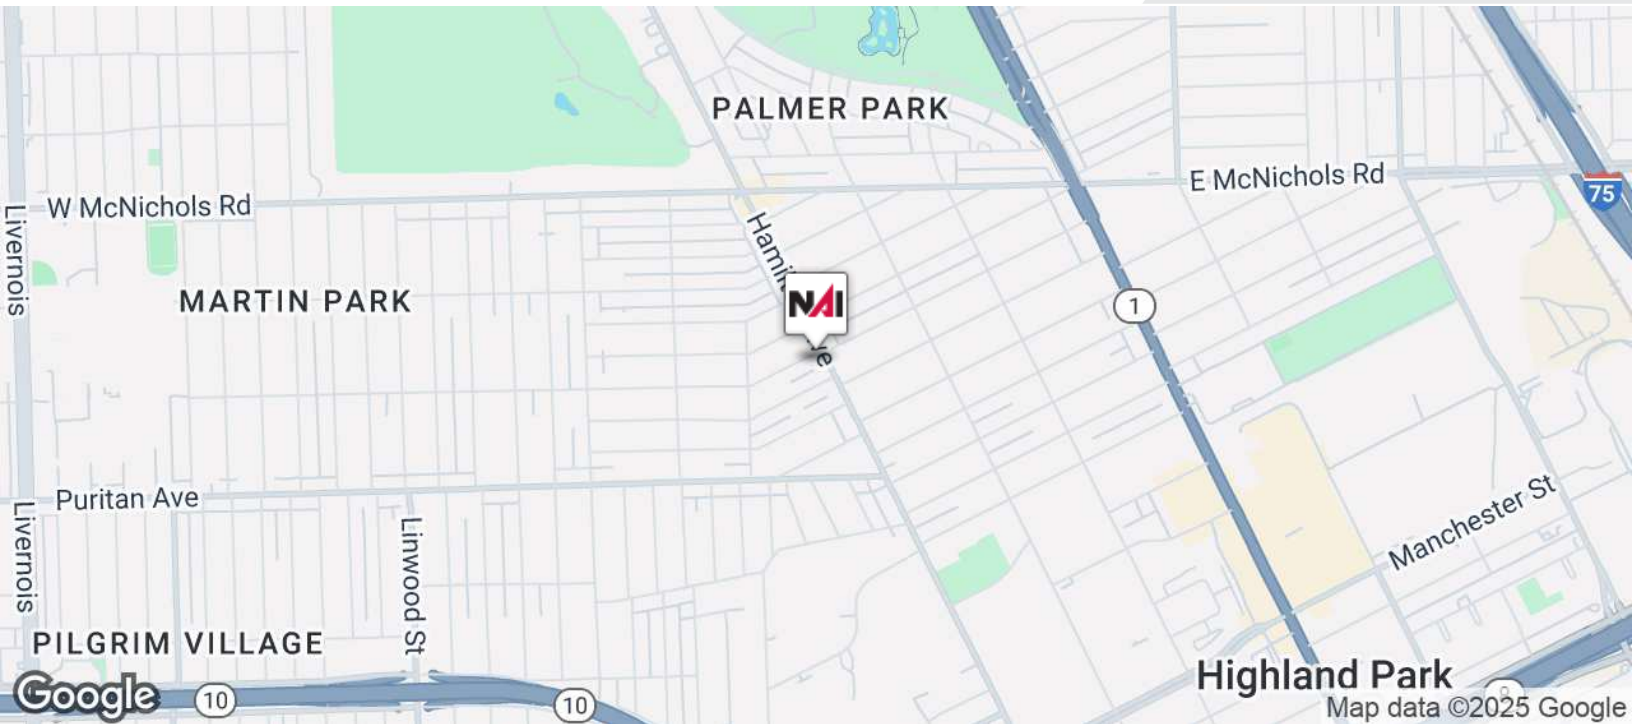 PALMER PARK
W McNichols Rd
E McNichols Rd
75
Livernois
Hamil
NAI
MARTIN PARK
1
Puritan Ave
Livernois
Linwood St
Manchester St
PILGRIM VILLAGE
Highland Park
Google
10
10
Map data ©2025 Google